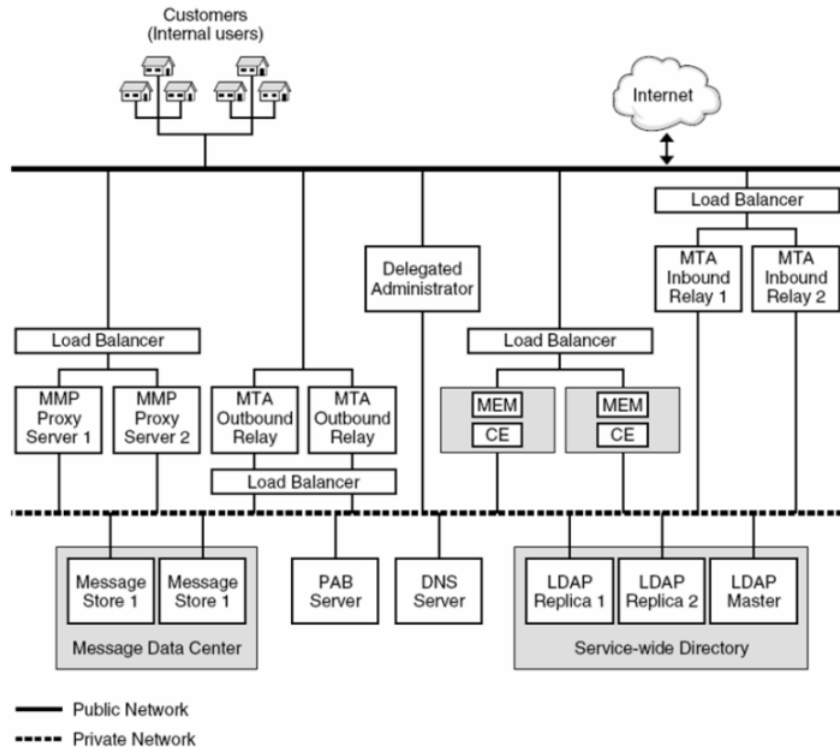 Customers
(Internal users)
Internet
Load Balancer
MTA
Inbound
Relay 1
MTA
Inbound
Relay 2
Delegated
Administrator
Load Balancer
Load Balancer
MMP
Proxy
Server 1
MMP
Proxy
Server 2
MTA
Outbound
Relay
MTA
Outbound
Relay
MEM
CE
MEM
CE
Load Balancer
Message
Store 1
Message
Store 1
Message Data Center
PAB
Server
DNS
Server
LDAP
Replica 1
LDAP
Replica 2
LDAP
Master
Service-wide Directory
Public Network
Private Network